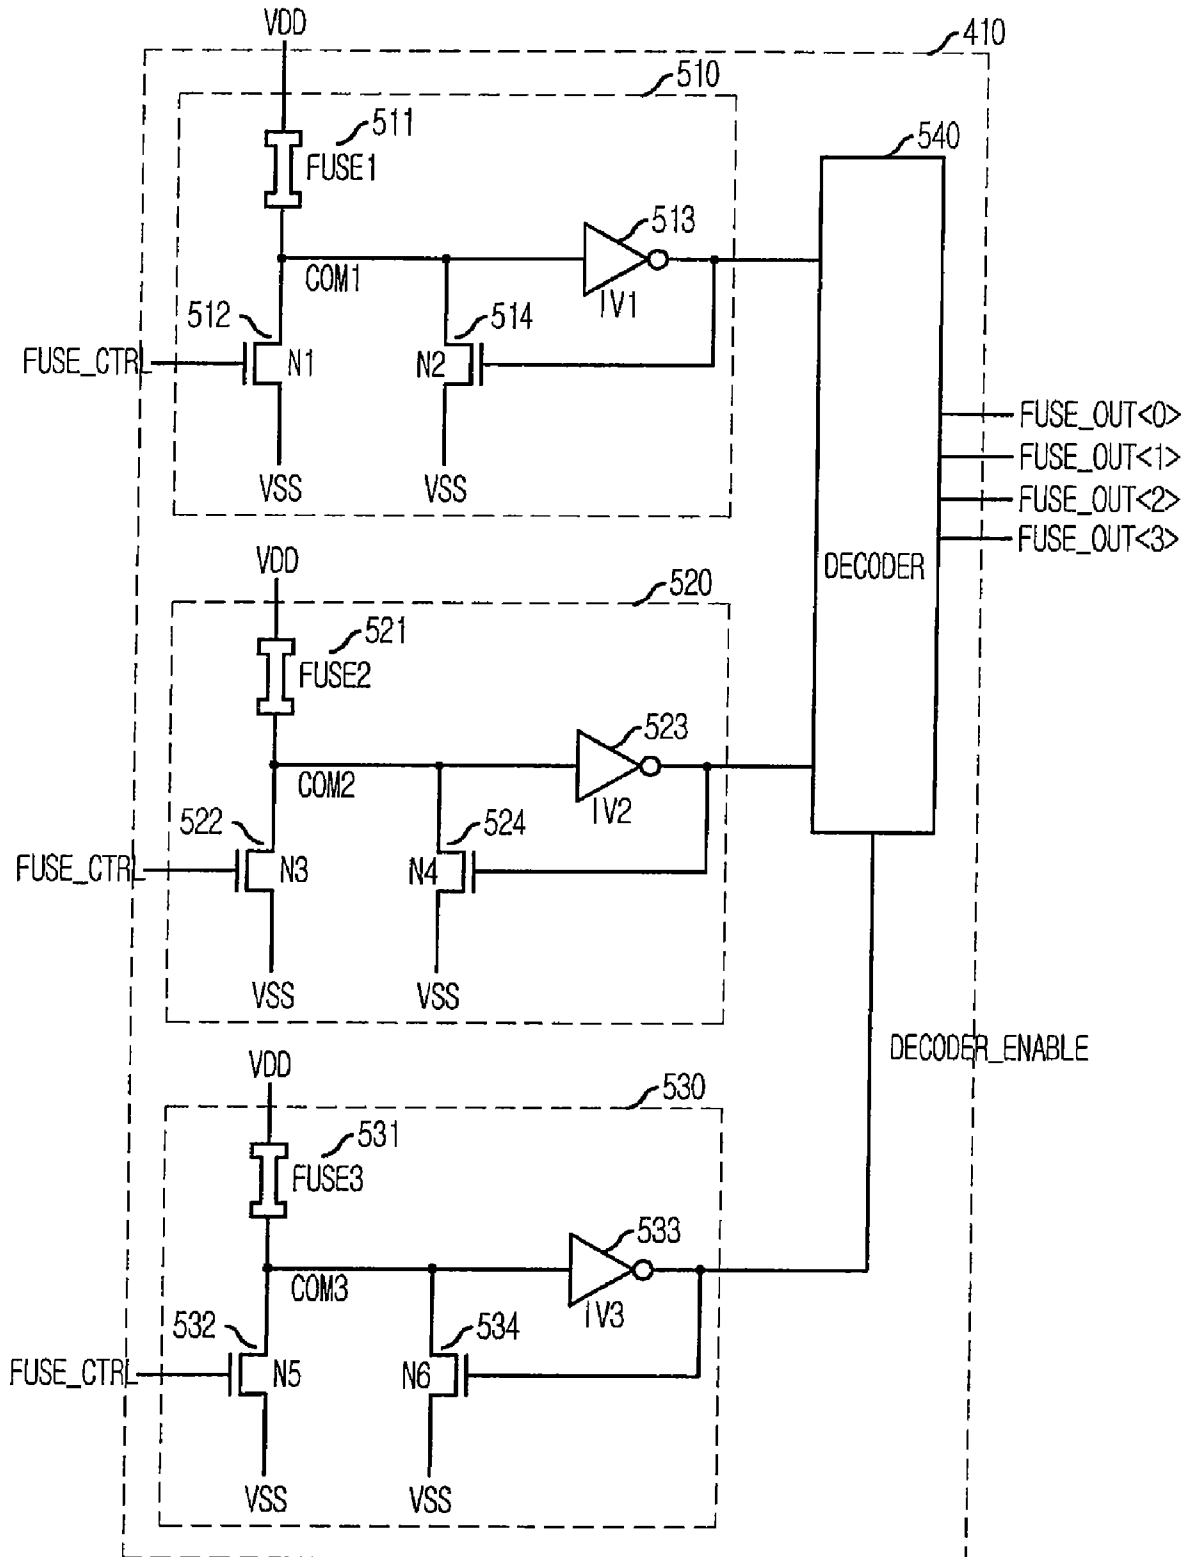 VDD
410
510
511
FUSE1
540
513
COM1
IV1
512
514
FUSE_CTRL
N1
N2
FUSE_OUT<0>
FUSE_OUT<1>
VSS
VSS
FUSE_OUT<2>
FUSE_OUT<3>
VDD
DECODER
520
521
FUSE2
523
COM2
IV2
522
524
FUSE_CTRL
N3
N4
VSS
VSS
DECODER_ENABLE
VDD
530
531
FUSE3
533
COM3
IV3
532
534
FUSE_CTRL
N5
N6
VSS
VSS